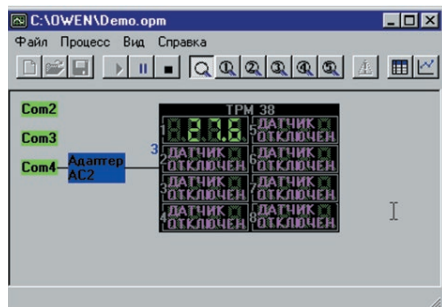 C:\OWEN\Demo.opm
Файл Процесс Вид Справка
Com2
Com3
Com4
Адаптер
АС2
3
ТРМ 38
1 27.6
2 ДАТЧИК ОТКЛЮЧЕН
3 ДАТЧИК ОТКЛЮЧЕН
4 ДАТЧИК ОТКЛЮЧЕН
5 ДАТЧИК ОТКЛЮЧЕН
6 ДАТЧИК ОТКЛЮЧЕН
7 ДАТЧИК ОТКЛЮЧЕН
8 ДАТЧИК ОТКЛЮЧЕН